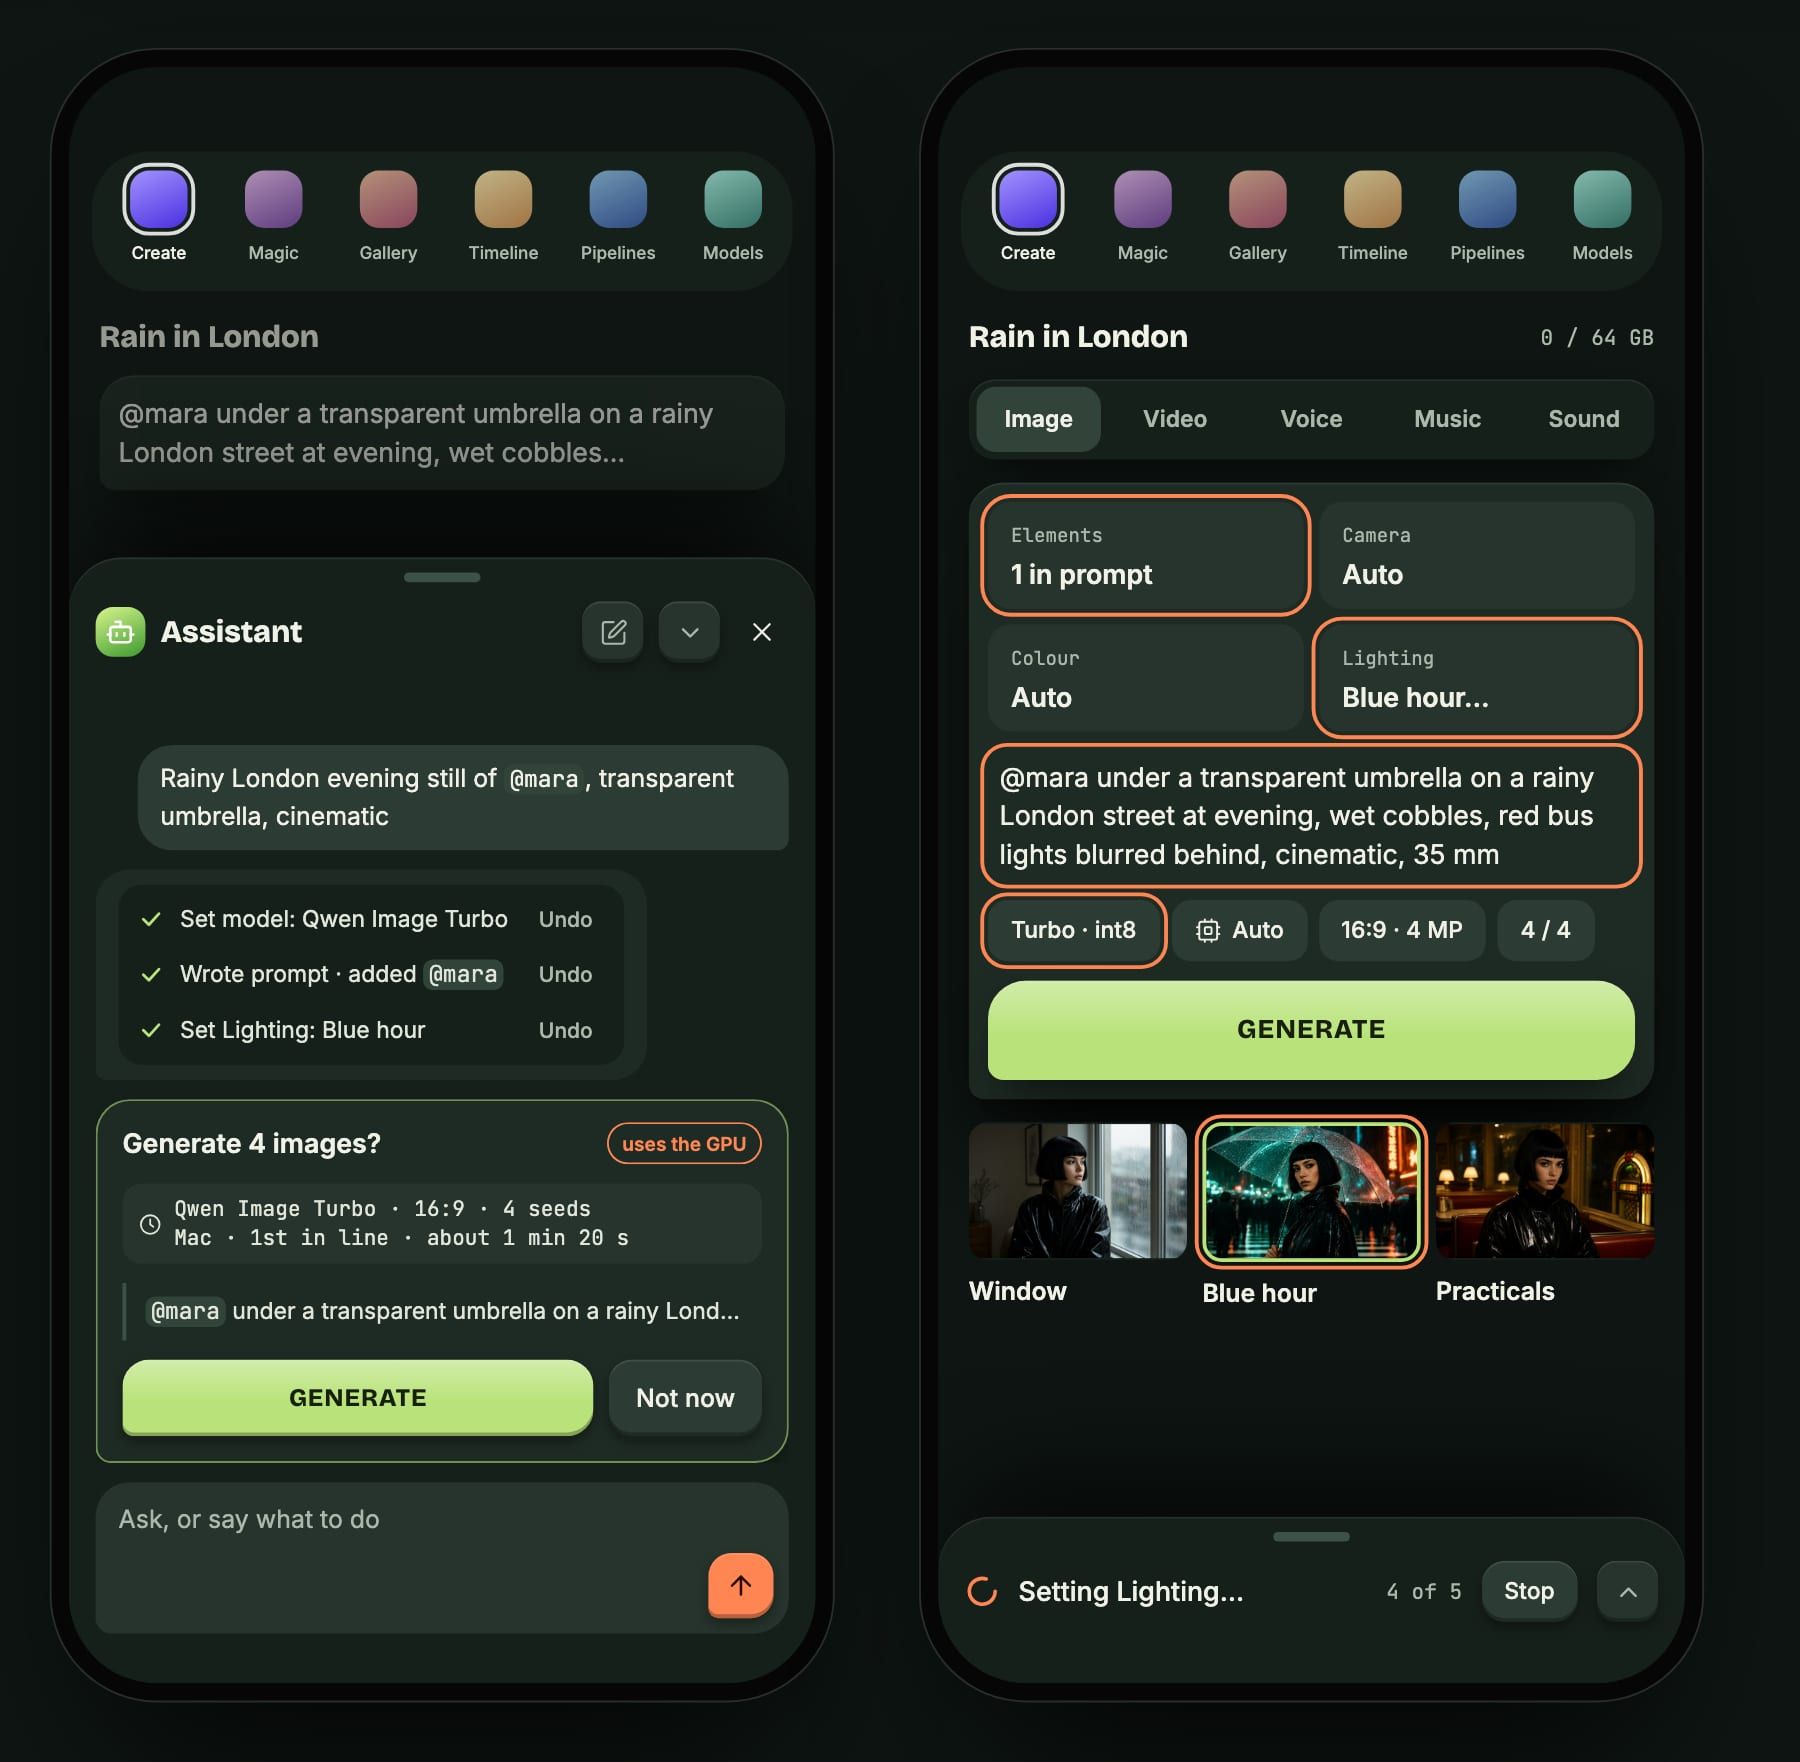 Create
Magic
Gallery
Timeline
Pipelines
Models
Rain in London
@mara under a transparent umbrella on a rainy
London street at evening, wet cobbles...
Assistant
Rainy London evening still of @mara, transparent
umbrella, cinematic
Set model: Qwen Image Turbo Undo
Wrote prompt · added @mara Undo
Set Lighting: Blue hour Undo
Generate 4 images? uses the GPU
Qwen Image Turbo · 16:9 · 4 seeds
Mac · 1st in line · about 1 min 20 s
@mara under a transparent umbrella on a rainy Lond...
GENERATE
Not now
Ask, or say what to do
Create
Magic
Gallery
Timeline
Pipelines
Models
Rain in London 0 / 64 GB
Image
Video
Voice
Music
Sound
Elements
1 in prompt
Camera
Auto
Colour
Auto
Lighting
Blue hour...
@mara under a transparent umbrella on a rainy
London street at evening, wet cobbles, red bus
lights blurred behind, cinematic, 35 mm
Turbo · int8
Auto
16:9 · 4 MP
4 / 4
GENERATE
Window
Blue hour
Practicals
Setting Lighting... 4 of 5 Stop